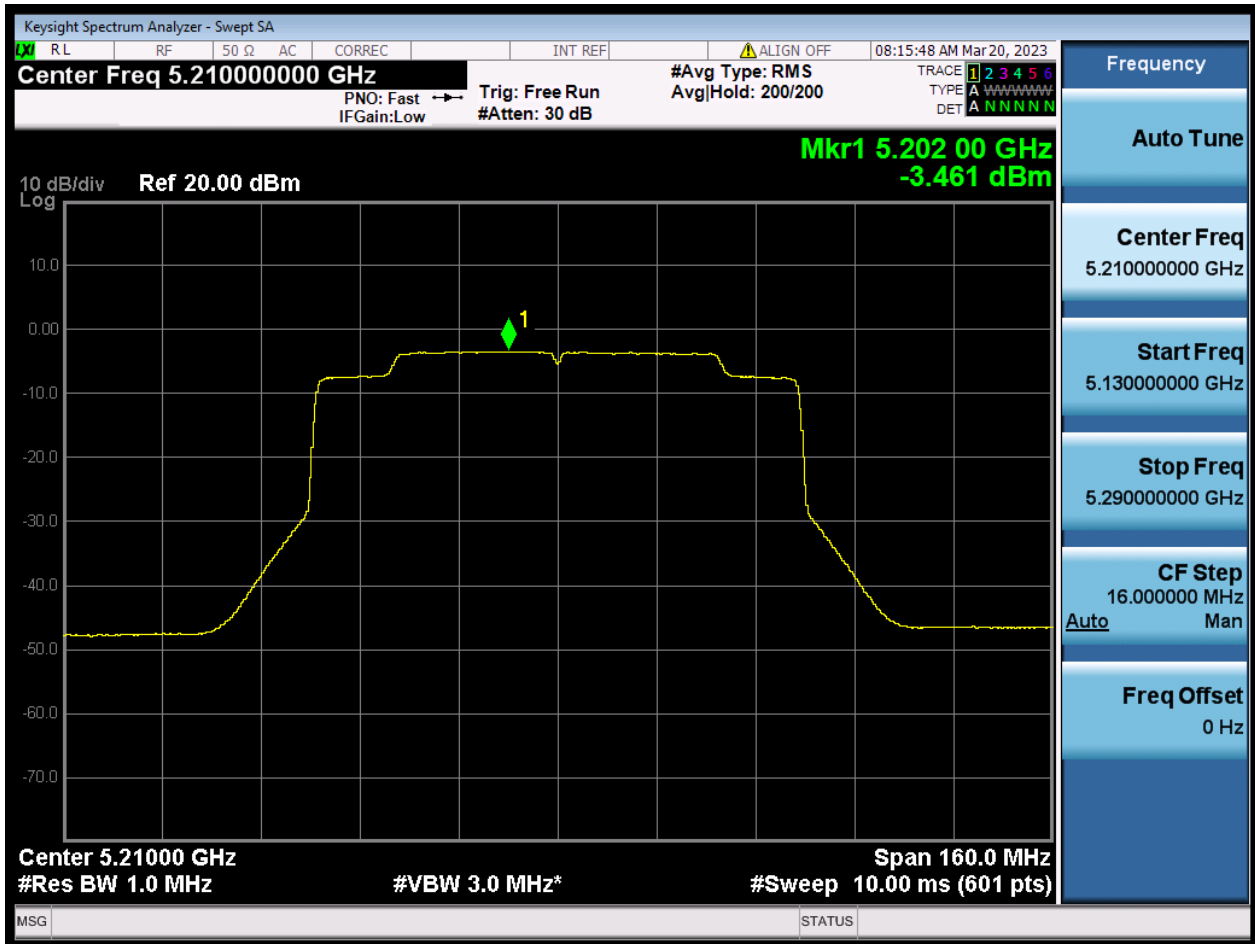 Keysight Spectrum Analyzer - Swept SA
LXI RL RF 50 Ω AC CORREC INT REF ALIGN OFF 08:15:48 AM Mar 20, 2023
Center Freq 5.210000000 GHz
PNO: Fast
IFGain:Low
Trig: Free Run
#Atten: 30 dB
#Avg Type: RMS
Avg|Hold: 200/200
TRACE 1 2 3 4 5 6
TYPE A WWWWW
DET A N N N N N
Mkr1 5.202 00 GHz
-3.461 dBm
10 dB/div Ref 20.00 dBm
Log
10.0
0.00
-10.0
-20.0
-30.0
-40.0
-50.0
-60.0
-70.0
1
Center 5.21000 GHz Span 160.0 MHz
#Res BW 1.0 MHz #VBW 3.0 MHz* #Sweep 10.00 ms (601 pts)
MSG STATUS
Frequency
Auto Tune
Center Freq
5.210000000 GHz
Start Freq
5.130000000 GHz
Stop Freq
5.290000000 GHz
CF Step
16.000000 MHz
Auto Man
Freq Offset
0 Hz